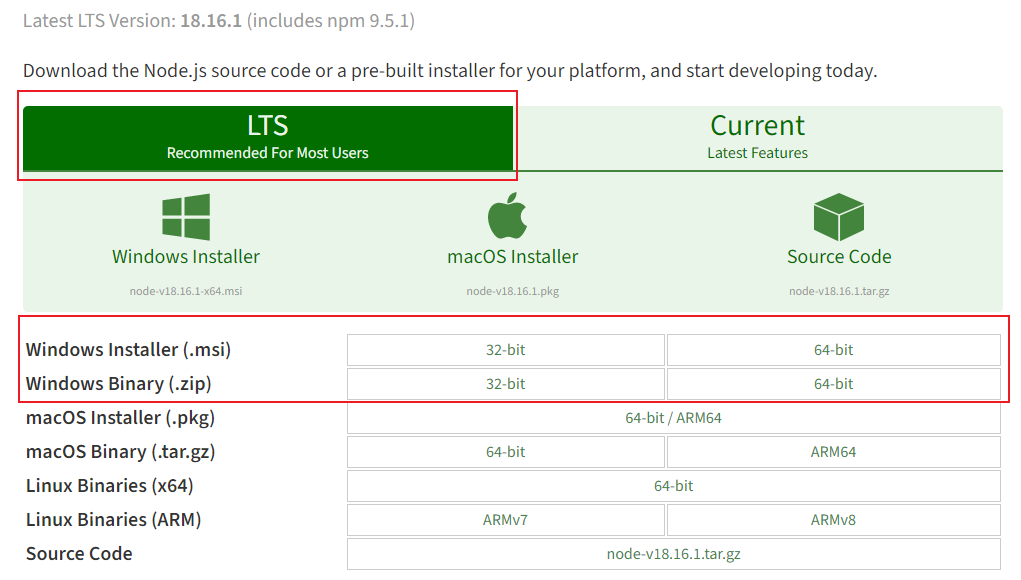 Latest LTS Version: 18.16.1 (includes npm 9.5.1)
Download the Node.js source code or a pre-built installer for your platform, and start developing today.
LTS
Recommended For Most Users
Current
Latest Features
Windows Installer
node-v18.16.1-x64.msi
macOS Installer
node-v18.16.1.pkg
Source Code
node-v18.16.1.tar.gz
Windows Installer (.msi) 32-bit 64-bit
Windows Binary (.zip) 32-bit 64-bit
macOS Installer (.pkg) 64-bit / ARM64
macOS Binary (.tar.gz) 64-bit ARM64
Linux Binaries (x64) 64-bit
Linux Binaries (ARM) ARMv7 ARMv8
Source Code node-v18.16.1.tar.gz